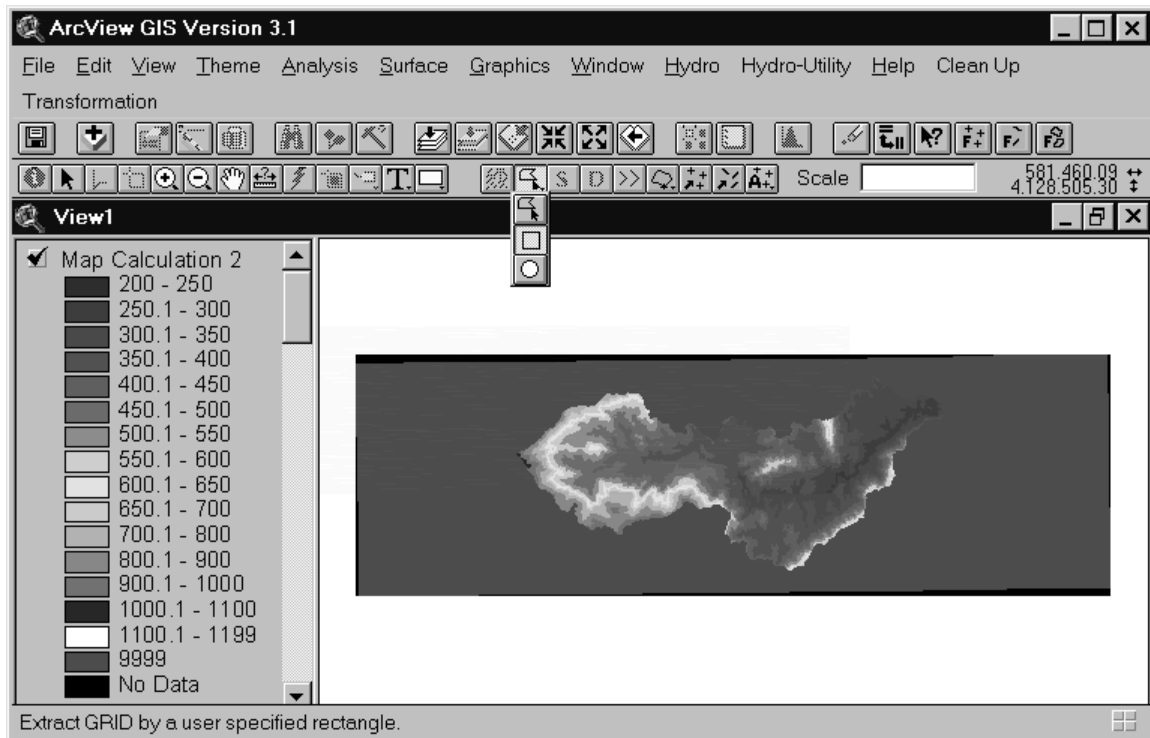 ArcView GIS Version 3.1
File Edit View Theme Analysis Surface Graphics Window Hydro Hydro-Utility Help Clean Up
Transformation
T S D >> A Scale 581.460.09
4.128.505.30
View1
Map Calculation 2
200 - 250
250.1 - 300
300.1 - 350
350.1 - 400
400.1 - 450
450.1 - 500
500.1 - 550
550.1 - 600
600.1 - 650
650.1 - 700
700.1 - 800
800.1 - 900
900.1 - 1000
1000.1 - 1100
1100.1 - 1199
9999
No Data
Extract GRID by a user specified rectangle.